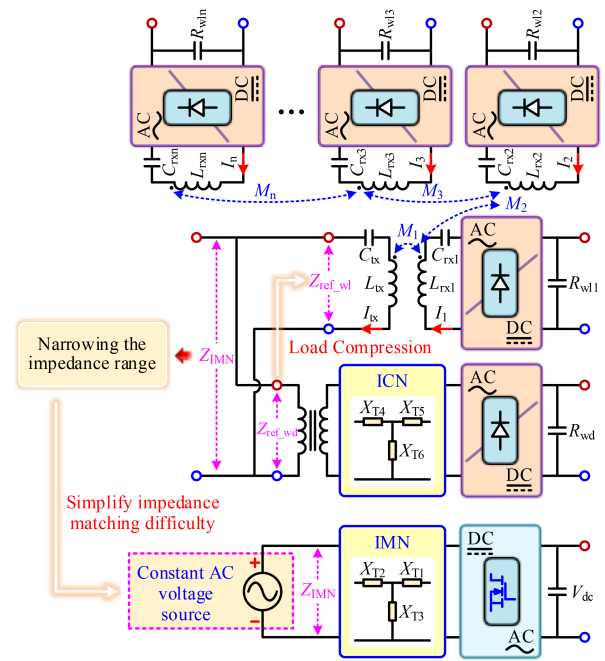 R_wln
R_wl3
R_wl2
AC
DC
AC
DC
AC
DC
...
C_rxn
L_rxn
I_n
C_rx3
L_rx3
I_3
C_rx2
L_rx2
I_2
M_n
M_3
M_2
M_1
C_tx
C_rx1
AC
Z_ref_wl
L_tx
L_rx1
R_wl1
I_tx
I_1
DC
Load Compression
Narrowing the
impedance range
Z_IMN
ICN
AC
X_T4
X_T5
Z_ref_wd
X_T6
R_wd
DC
Simplify impedance
matching difficulty
IMN
DC
Constant AC
voltage
source
+
−
Z_IMN
X_T2
X_T1
X_T3
V_dc
AC